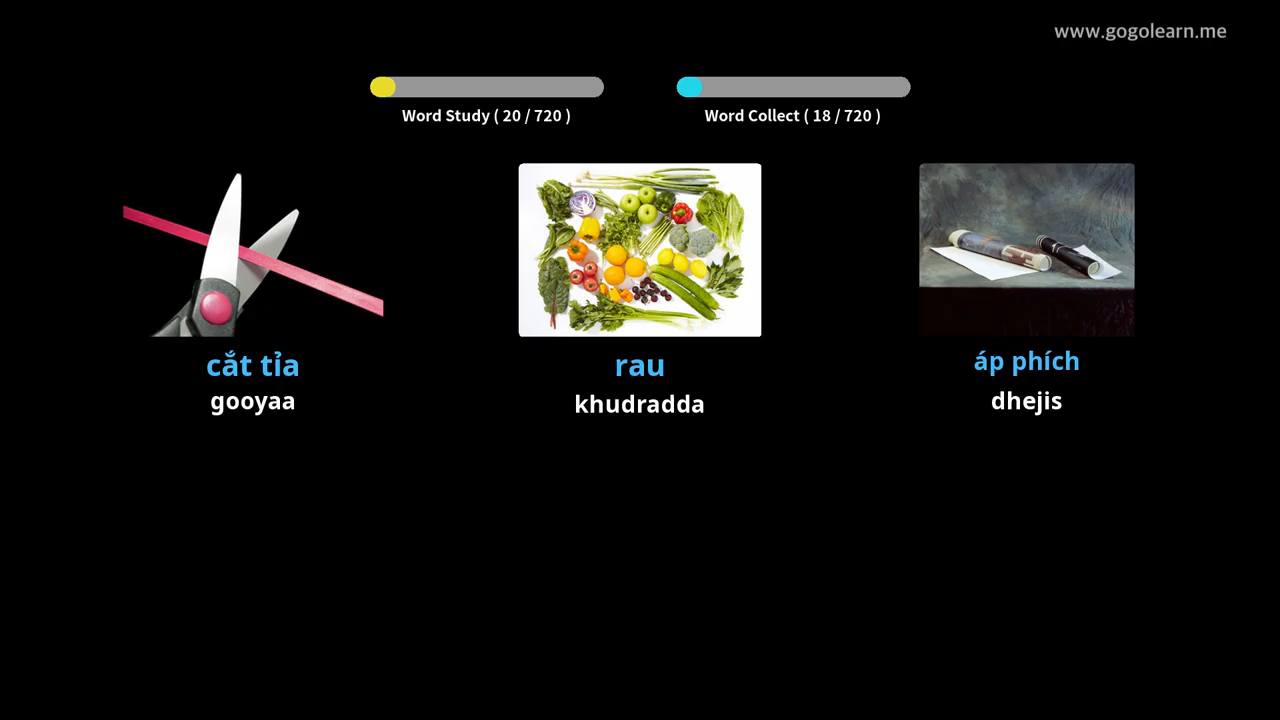 www.gogolearn.me
Word Study ( 20 / 720 )
Word Collect ( 18 / 720 )
cắt tỉa
gooyaa
rau
khudradda
áp phích
dhejis